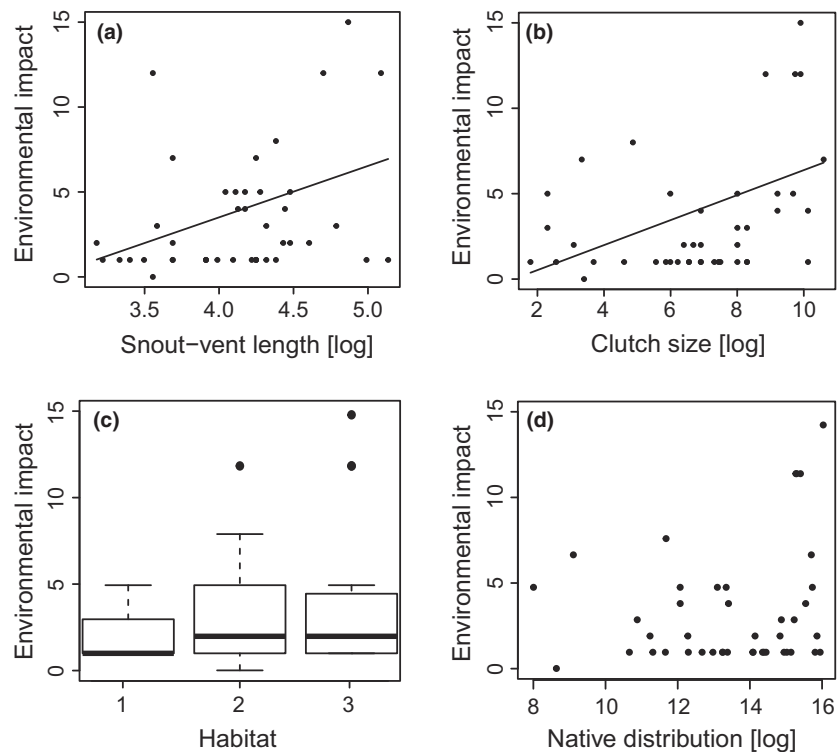 (a)
Environmental impact
0 5 10 15
3.5 4.0 4.5 5.0
Snout−vent length [log]
(b)
Environmental impact
0 5 10 15
2 4 6 8 10
Clutch size [log]
(c)
Environmental impact
0 5 10 15
1 2 3
Habitat
(d)
Environmental impact
0 5 10 15
8 10 12 14 16
Native distribution [log]